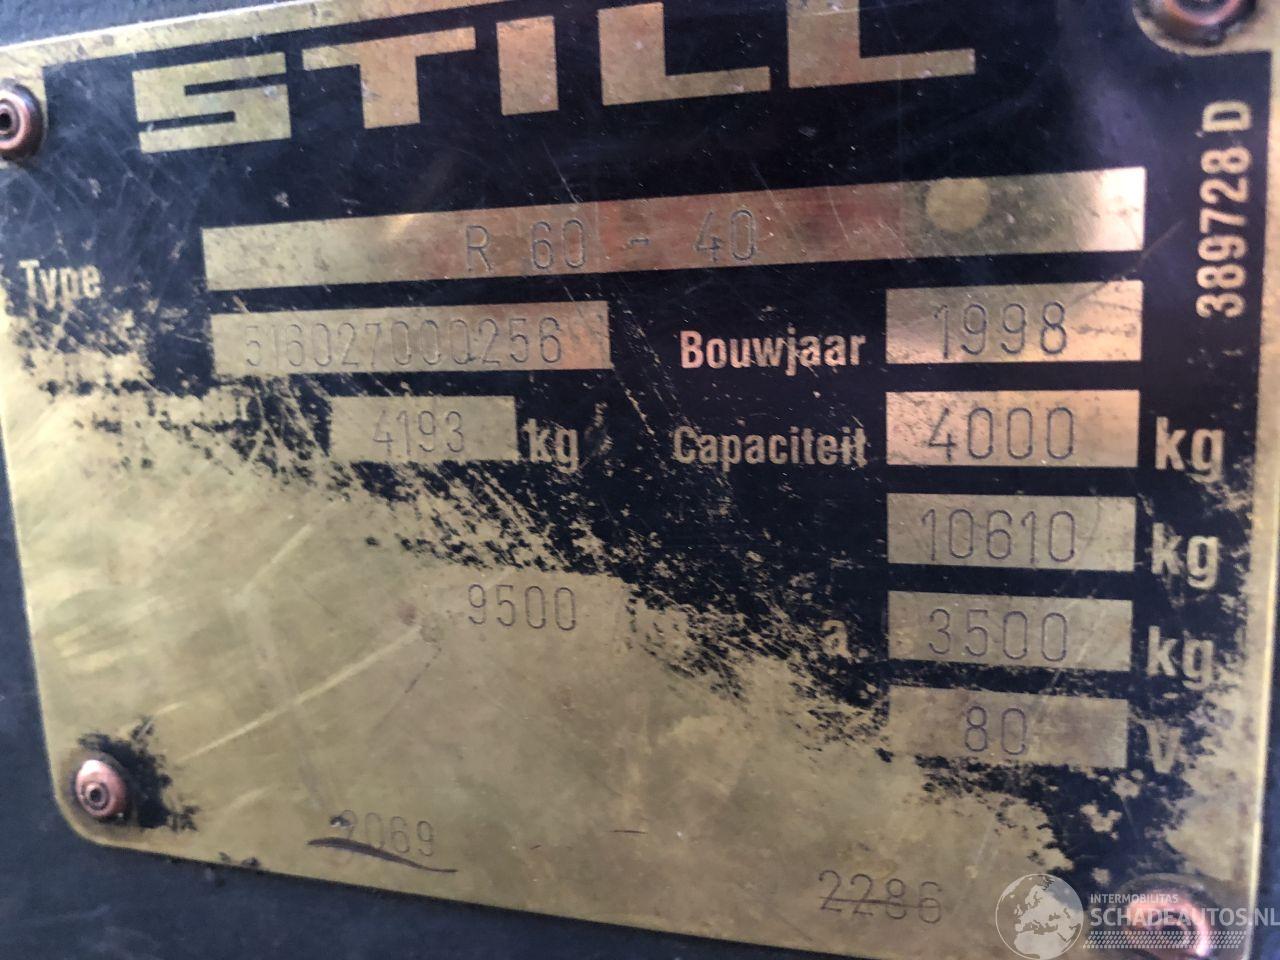 STILL
Type R 60 - 40
516027000256 Bouwjaar 1998
4193 kg Capaciteit 4000 kg
10610 kg
9500 a 3500 kg
80 V
2069 –
2286
389728 D
INTERMOBILITAS
SCHADEAUTOS.NL